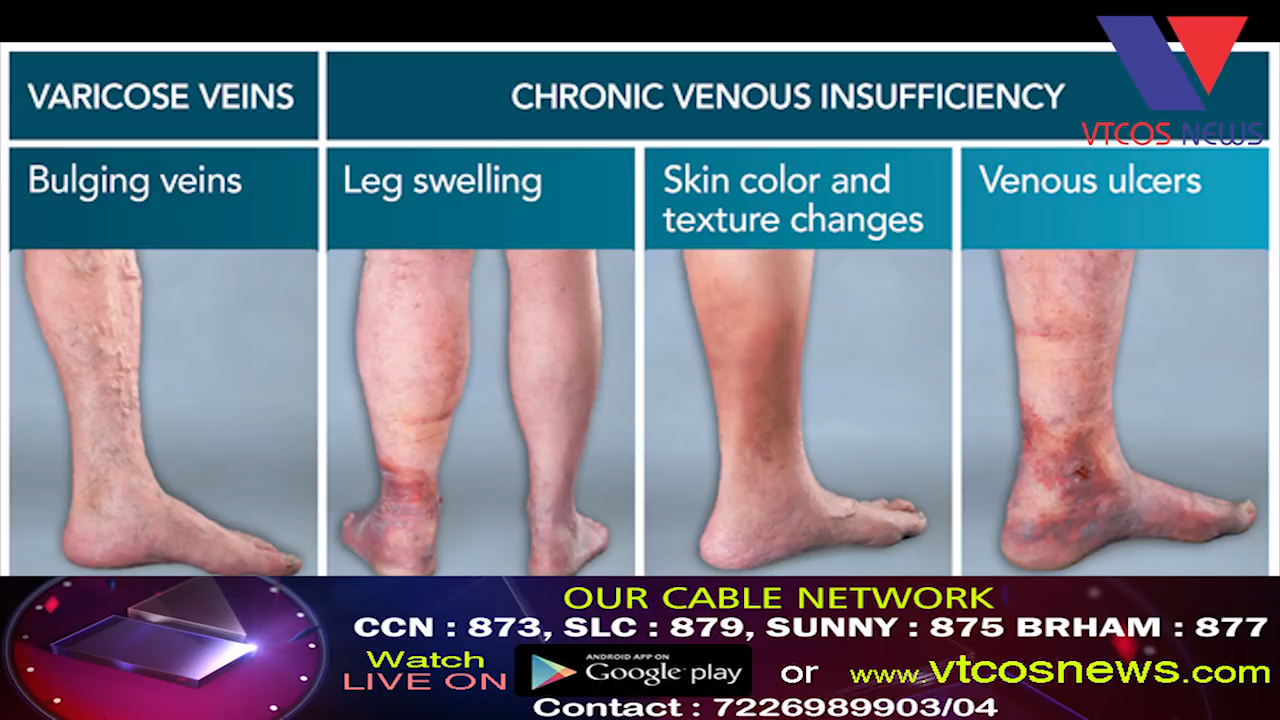 VARICOSE VEINS
CHRONIC VENOUS INSUFFICIENCY
VTCOS NEWS
Bulging veins
Leg swelling
Skin color and
texture changes
Venous ulcers
OUR CABLE NETWORK
CCN : 873, SLC : 879, SUNNY : 875 BRHAM : 877
Watch
LIVE ON
ANDROID APP ON
Google play
or
www.vtcosnews.com
Contact : 7226989903/04